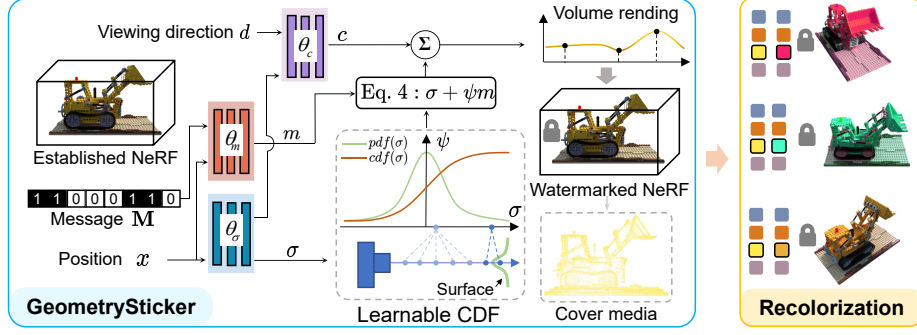 Viewing direction d
θc
c
Σ
Volume rending
Established NeRF
θm
m
Eq. 4 : σ + ψm
ψ
pdf(σ)
cdf(σ)
σ
Watermarked NeRF
1 1 0 0 0 1 1 0
Message M
θσ
Position x
σ
Surface
GeometrySticker
Learnable CDF
Cover media
Recolorization